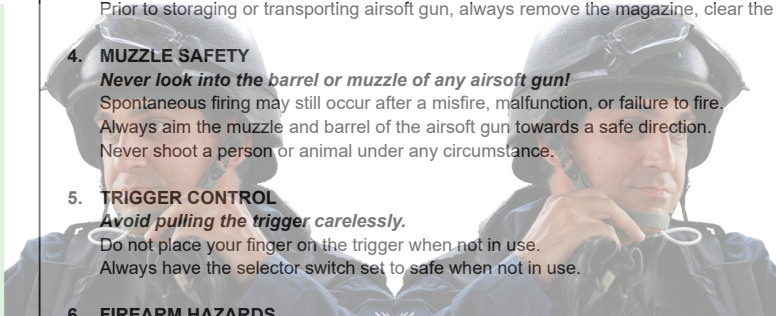 Prior to storaging or transporting airsoft gun, always remove the magazine, clear the
4. MUZZLE SAFETY
Never look into the barrel or muzzle of any airsoft gun!
Spontaneous firing may still occur after a misfire, malfunction, or failure to fire.
Always aim the muzzle and barrel of the airsoft gun towards a safe direction.
Never shoot a person or animal under any circumstance.
5. TRIGGER CONTROL
Avoid pulling the trigger carelessly.
Do not place your finger on the trigger when not in use.
Always have the selector switch set to safe when not in use.
6. FIREARM HAZARDS